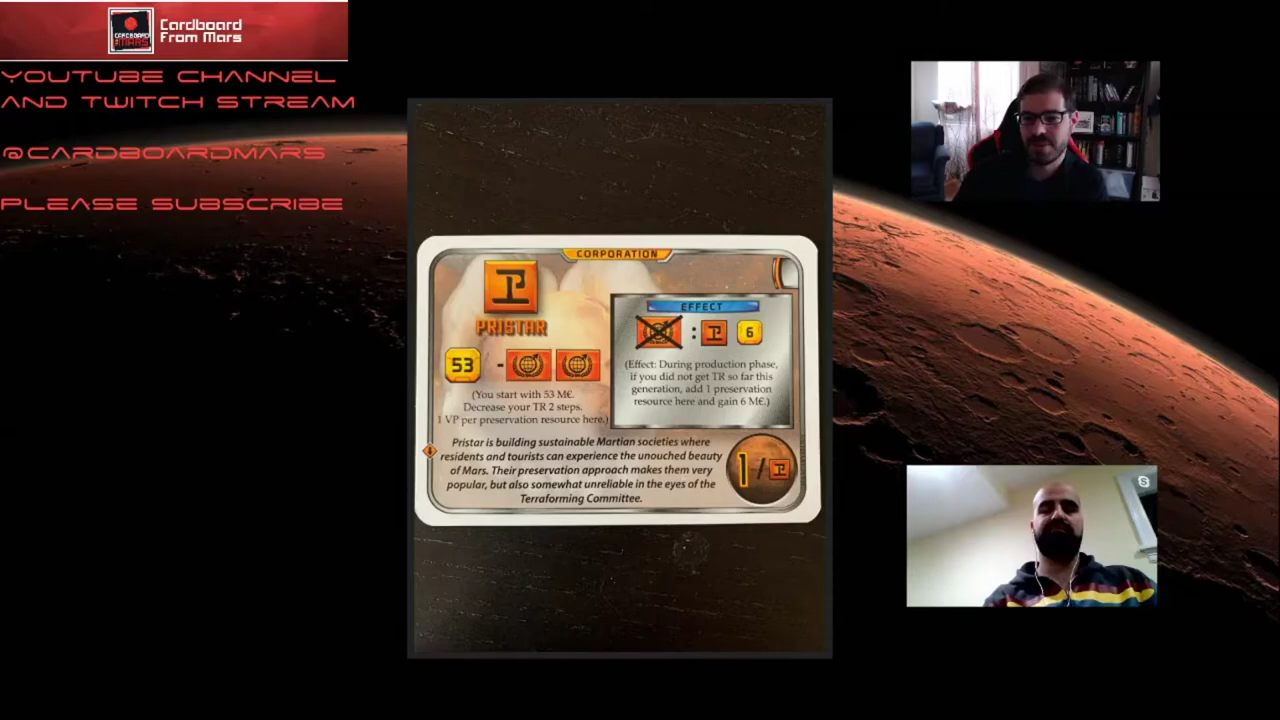 Cardboard
From Mars
CARDBOARD
FROM
MARS
YOUTUBE CHANNEL
AND TWITCH STREAM
@CARDBOARDMARS
PLEASE SUBSCRIBE
CORPORATION
PRISTAR
53 -
(You start with 53 M€.
Decrease your TR 2 steps.
1 VP per preservation resource here.)
EFFECT
: 6
(Effect: During production phase,
if you did not get TR so far this
generation, add 1 preservation
resource here and gain 6 M€.)
Pristar is building sustainable Martian societies where
residents and tourists can experience the unouched beauty
of Mars. Their preservation approach makes them very
popular, but also somewhat unreliable in the eyes of the
Terraforming Committee.
1 /
S